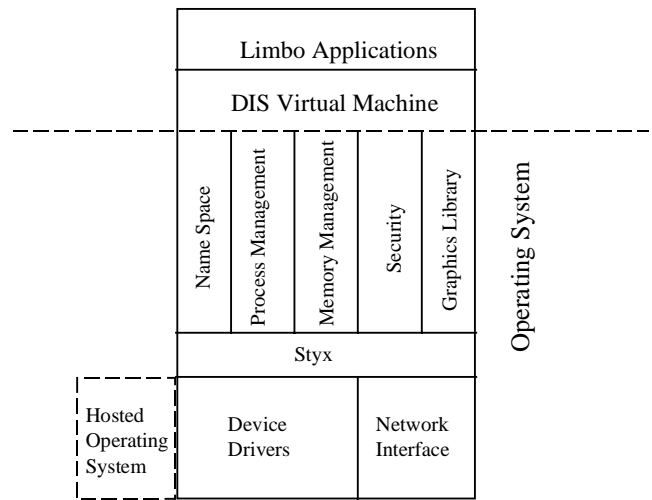 Limbo Applications
DIS Virtual Machine
Name Space
Process Management
Memory Management
Security
Graphics Library
Operating System
Styx
Hosted
Operating
System
Device
Drivers
Network
Interface